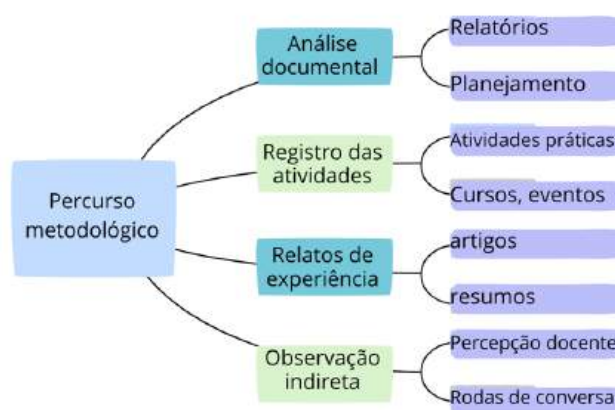 Percurso
metodológico
Análise
documental
Relatórios
Planejamento
Registro das
atividades
Atividades práticas
Cursos, eventos
Relatos de
experiência
artigos
resumos
Observação
indireta
Percepção docente
Rodas de conversa